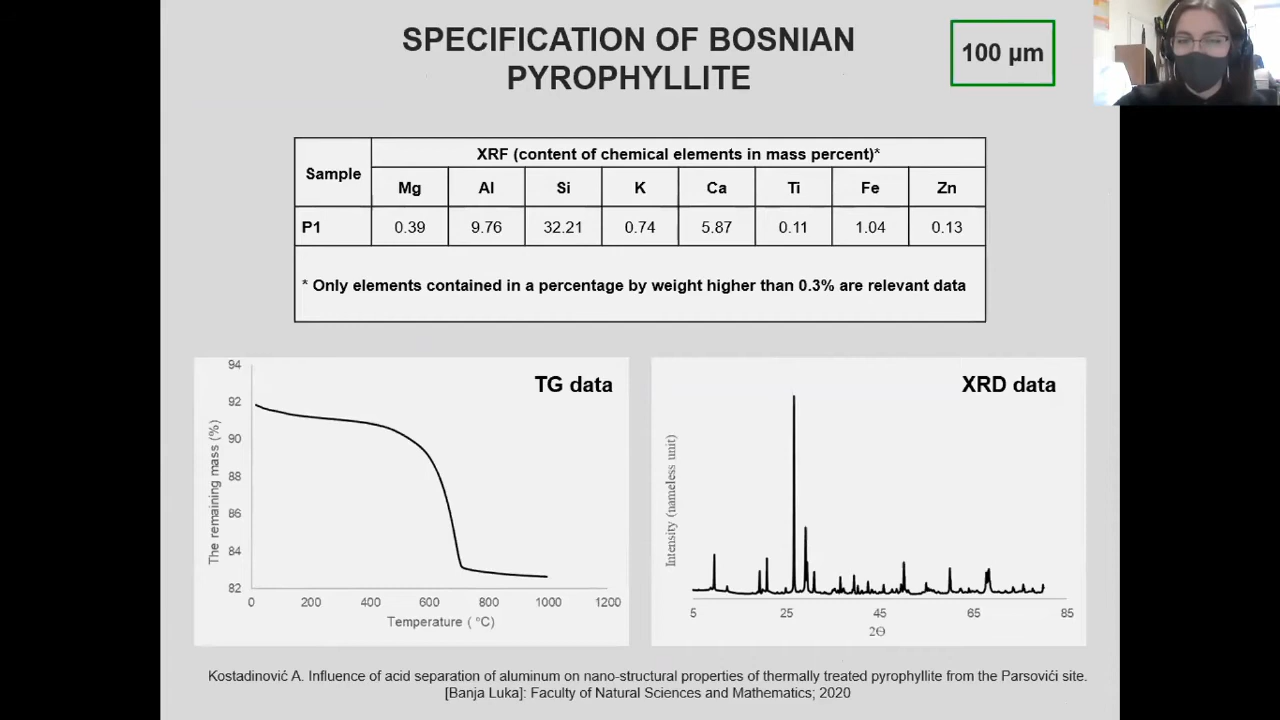 SPECIFICATION OF BOSNIAN
PYROPHYLLITE
100 µm
Sample
XRF (content of chemical elements in mass percent)*
Mg Al Si K Ca Ti Fe Zn
P1 0.39 9.76 32.21 0.74 5.87 0.11 1.04 0.13
* Only elements contained in a percentage by weight higher than 0.3% are relevant data
TG data
The remaining mass (%)
94
92
90
88
86
84
82
0 200 400 600 800 1000 1200
Temperature ( °C)
XRD data
Intensity (nameless unit)
5 25 45 65 85
2Θ
Kostadinović A. Influence of acid separation of aluminum on nano-structural properties of thermally treated pyrophyllite from the Parsovići site.
[Banja Luka]: Faculty of Natural Sciences and Mathematics; 2020